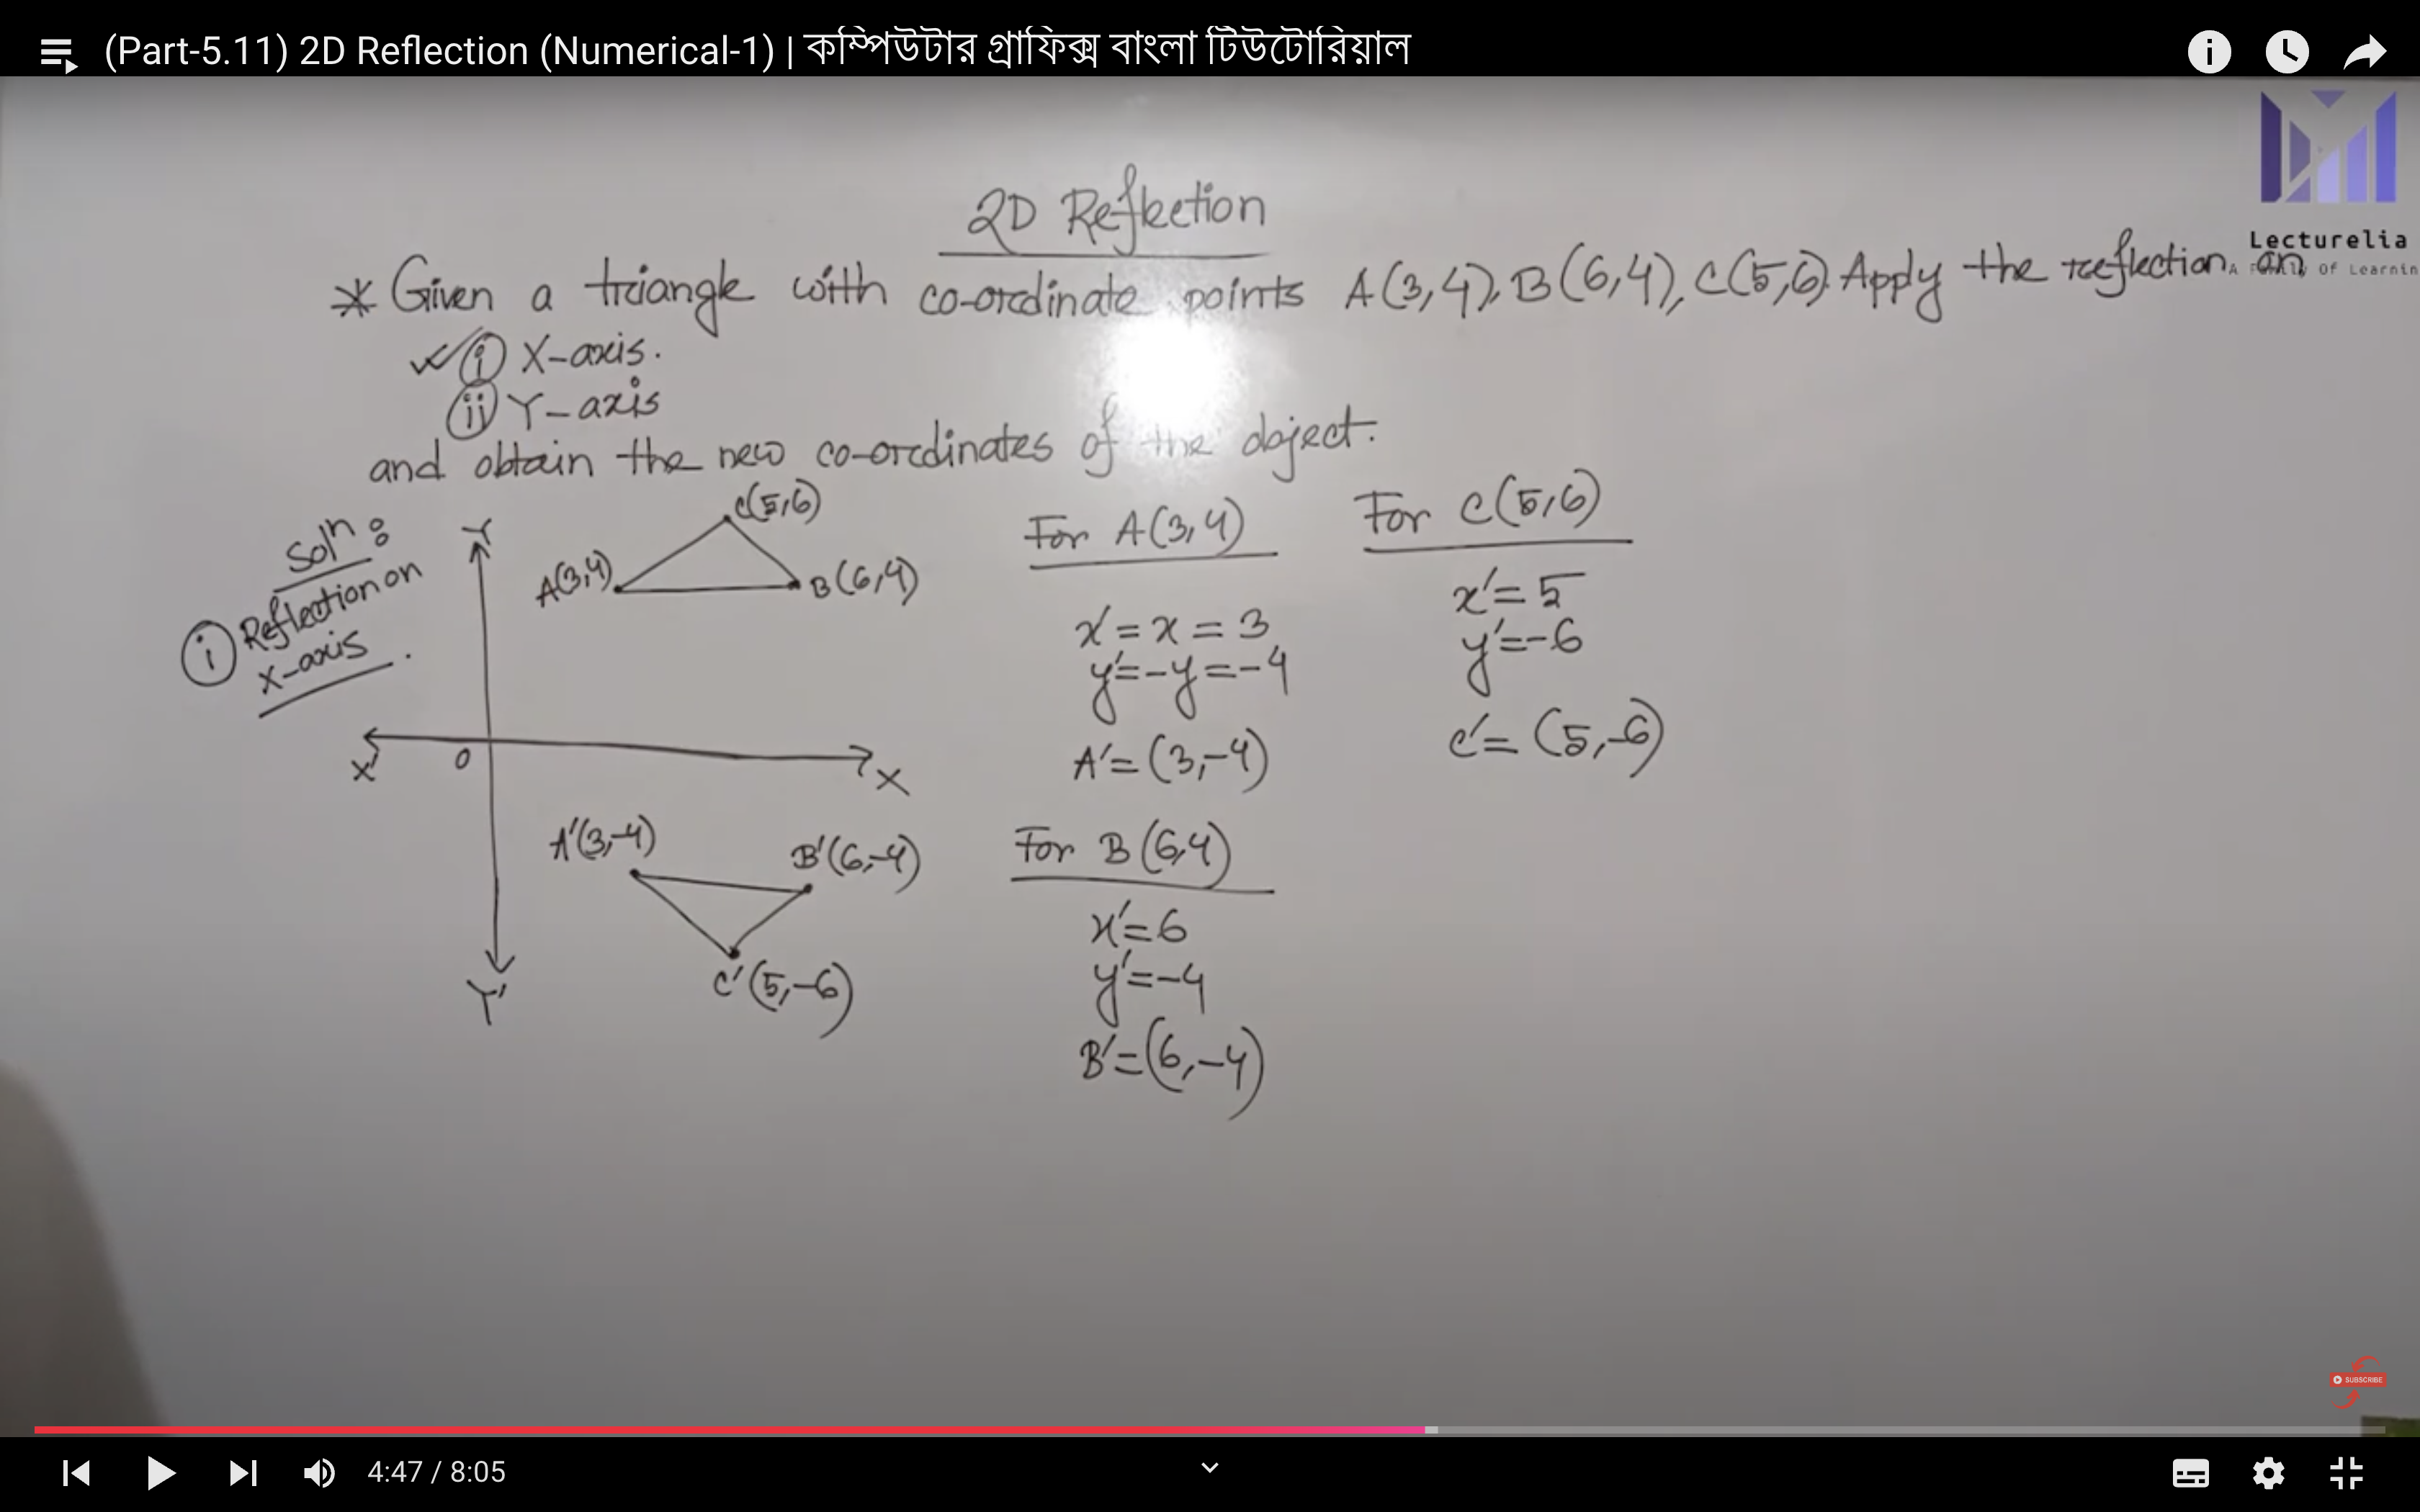 (Part-5.11) 2D Reflection (Numerical-1) | কম্পিউটার গ্রাফিক্স বাংলা টিউটোরিয়াল
Lecturelia
A Family Of Learnin
2D Reflection
* Given a triangle with co-ordinate points A(3,4), B(6,4), C(5,6). Apply the reflection on
✓ (i) X-axis.
(ii) Y-axis
and obtain the new co-ordinates of the object.
Soln:
(i) Reflection on
X-axis.
Y
C(5,6)
A(3,4)
B(6,4)
X'
0
X
A'(3,-4)
B'(6,-4)
C'(5,-6)
Y'
For A(3,4)
x'=x=3
y'=-y=-4
A'=(3,-4)
For B(6,4)
x'=6
y'=-4
B'=(6,-4)
For C(5,6)
x'=5
y'=-6
C'=(5,-6)
SUBSCRIBE
4:47 / 8:05